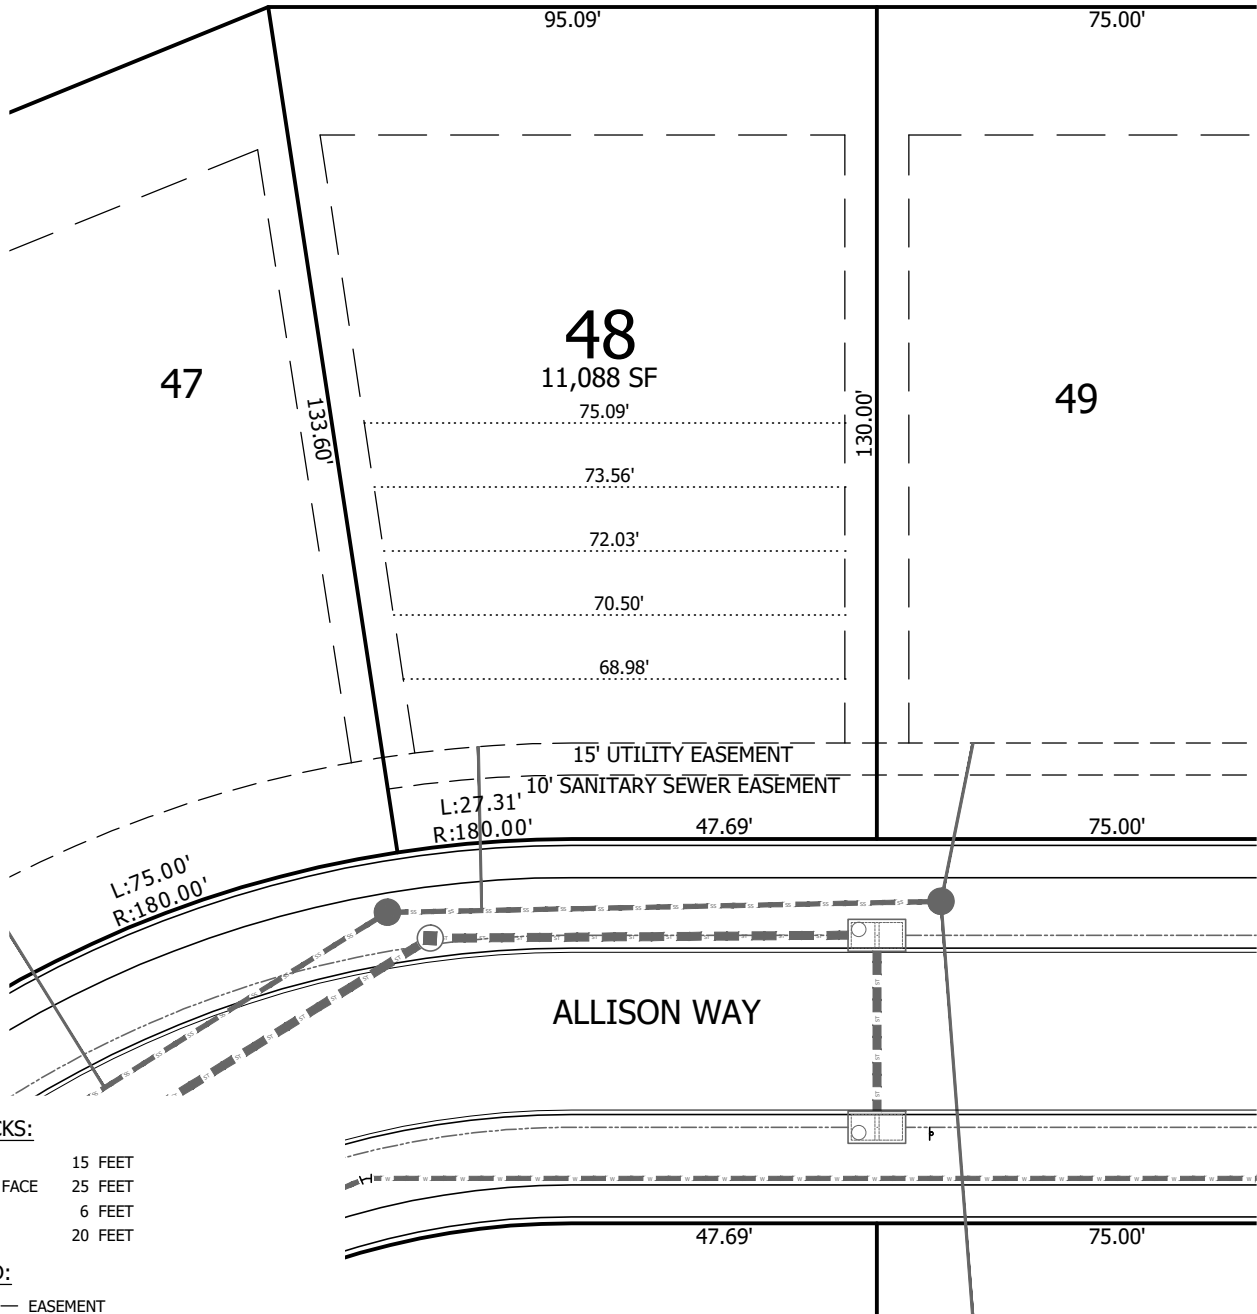 95.09'
75.00'
48
11,088 SF
47
49
133.60'
130.00'
75.09'
73.56'
72.03'
70.50'
68.98'
15' UTILITY EASEMENT
10' SANITARY SEWER EASEMENT
L:27.31'
R:180.00'
47.69'
75.00'
L:75.00'
R:180.00'
ALLISON WAY
CKS:
15 FEET
FACE 25 FEET
6 FEET
20 FEET
47.69'
75.00'
D:
EASEMENT